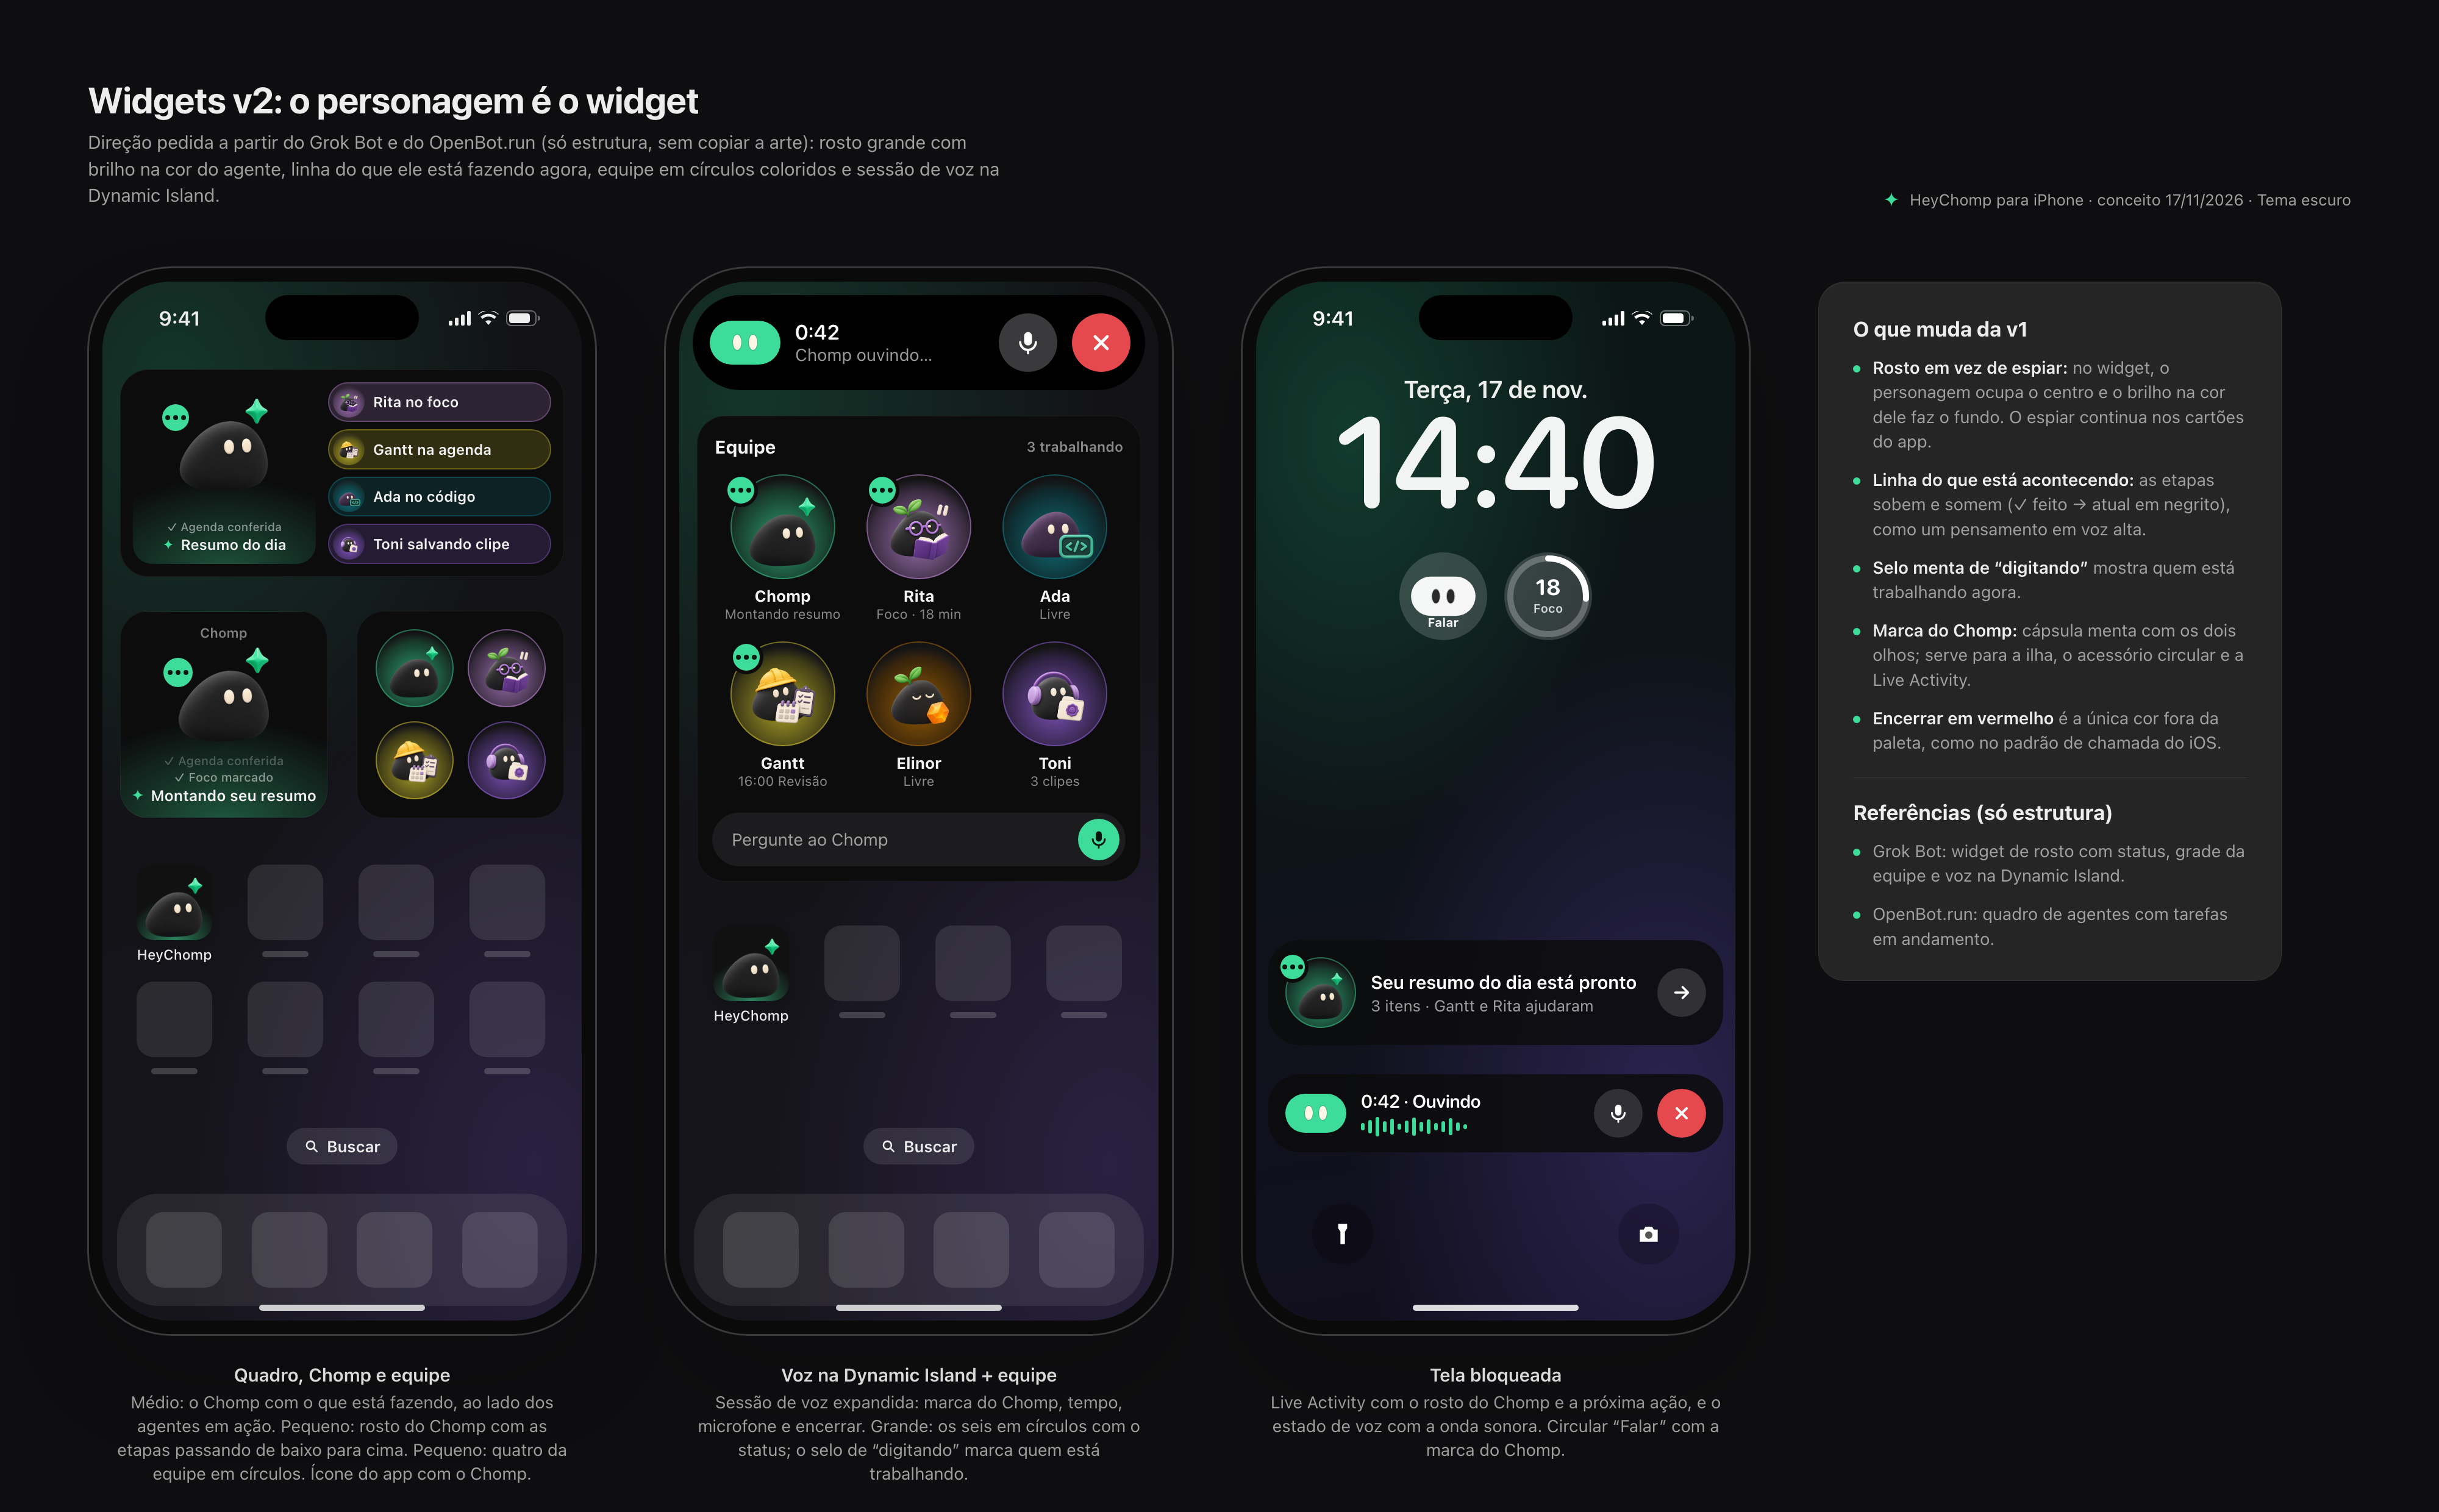 Widgets v2: o personagem é o widget
Direção pedida a partir do Grok Bot e do OpenBot.run (só estrutura, sem copiar a arte): rosto grande com
brilho na cor do agente, linha do que ele está fazendo agora, equipe em círculos coloridos e sessão de voz na
Dynamic Island.
HeyChomp para iPhone · conceito 17/11/2026 · Tema escuro
9:41
Rita no foco
Gantt na agenda
Ada no código
Toni salvando clipe
✓ Agenda conferida
Resumo do dia
Chomp
✓ Agenda conferida
✓ Foco marcado
Montando seu resumo
HeyChomp
Buscar
Quadro, Chomp e equipe
Médio: o Chomp com o que está fazendo, ao lado dos
agentes em ação. Pequeno: rosto do Chomp com as
etapas passando de baixo para cima. Pequeno: quatro da
equipe em círculos. Ícone do app com o Chomp.
0:42
Chomp ouvindo...
Equipe
3 trabalhando
Chomp
Montando resumo
Rita
Foco · 18 min
</>
Ada
Livre
Gantt
16:00 Revisão
Elinor
Livre
Toni
3 clipes
Pergunte ao Chomp
HeyChomp
Buscar
Voz na Dynamic Island + equipe
Sessão de voz expandida: marca do Chomp, tempo,
microfone e encerrar. Grande: os seis em círculos com o
status; o selo de “digitando” marca quem está
trabalhando.
9:41
Terça, 17 de nov.
14:40
Falar
18
Foco
Seu resumo do dia está pronto
3 itens · Gantt e Rita ajudaram
0:42 · Ouvindo
Tela bloqueada
Live Activity com o rosto do Chomp e a próxima ação, e o
estado de voz com a onda sonora. Circular “Falar” com a
marca do Chomp.
O que muda da v1
Rosto em vez de espiar: no widget, o
personagem ocupa o centro e o brilho na cor
dele faz o fundo. O espiar continua nos cartões
do app.
Linha do que está acontecendo: as etapas
sobem e somem (✓ feito → atual em negrito),
como um pensamento em voz alta.
Selo menta de “digitando” mostra quem está
trabalhando agora.
Marca do Chomp: cápsula menta com os dois
olhos; serve para a ilha, o acessório circular e a
Live Activity.
Encerrar em vermelho é a única cor fora da
paleta, como no padrão de chamada do iOS.
Referências (só estrutura)
Grok Bot: widget de rosto com status, grade da
equipe e voz na Dynamic Island.
OpenBot.run: quadro de agentes com tarefas
em andamento.